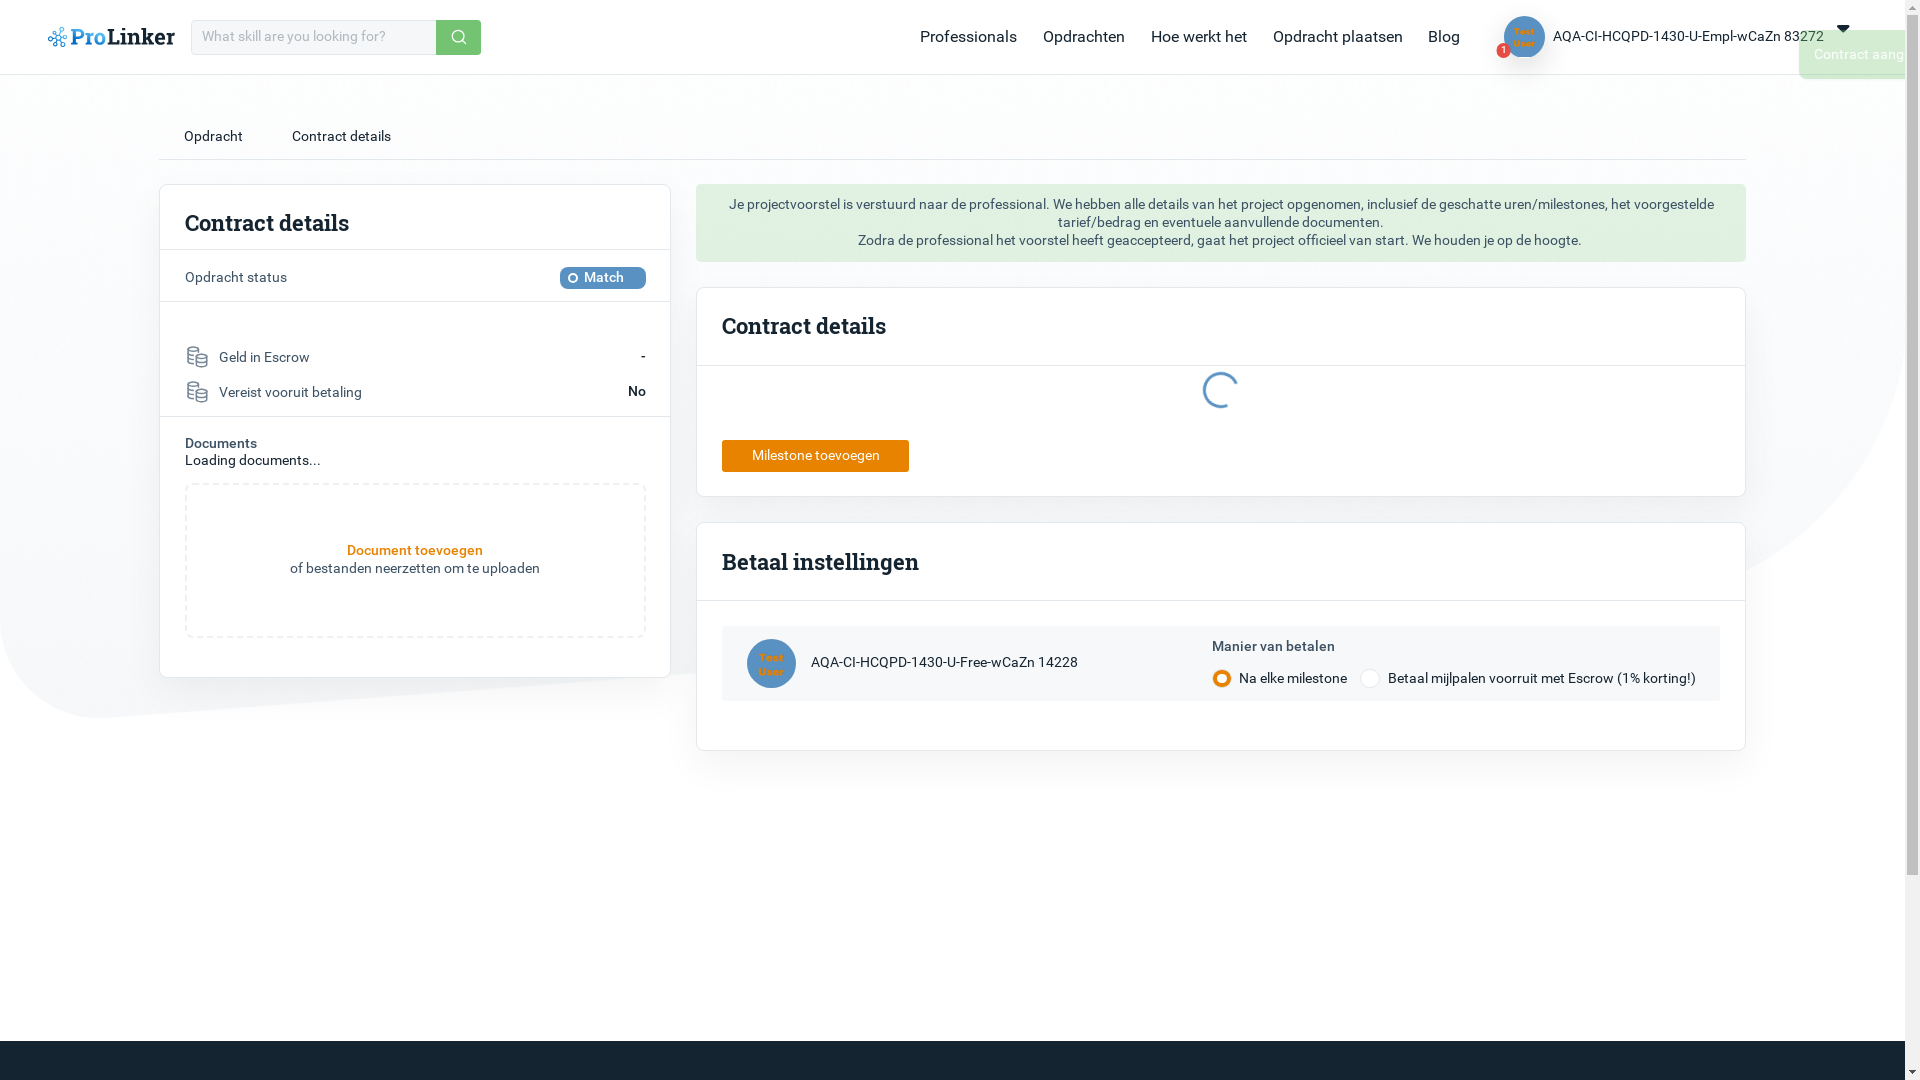 ProLinker
What skill are you looking for?
Professionals
Opdrachten
Hoe werkt het
Opdracht plaatsen
Blog
Test
User
1
AQA-CI-HCQPD-1430-U-Empl-wCaZn 83272
Contract aang
Opdracht
Contract details
Contract details
Opdracht status
Match
Geld in Escrow
-
Vereist vooruit betaling
No
Documents
Loading documents...
Document toevoegen
of bestanden neerzetten om te uploaden
Je projectvoorstel is verstuurd naar de professional. We hebben alle details van het project opgenomen, inclusief de geschatte uren/milestones, het voorgestelde
tarief/bedrag en eventuele aanvullende documenten.
Zodra de professional het voorstel heeft geaccepteerd, gaat het project officieel van start. We houden je op de hoogte.
Contract details
Milestone toevoegen
Betaal instellingen
Test
User
AQA-CI-HCQPD-1430-U-Free-wCaZn 14228
Manier van betalen
Na elke milestone
Betaal mijlpalen voorruit met Escrow (1% korting!)